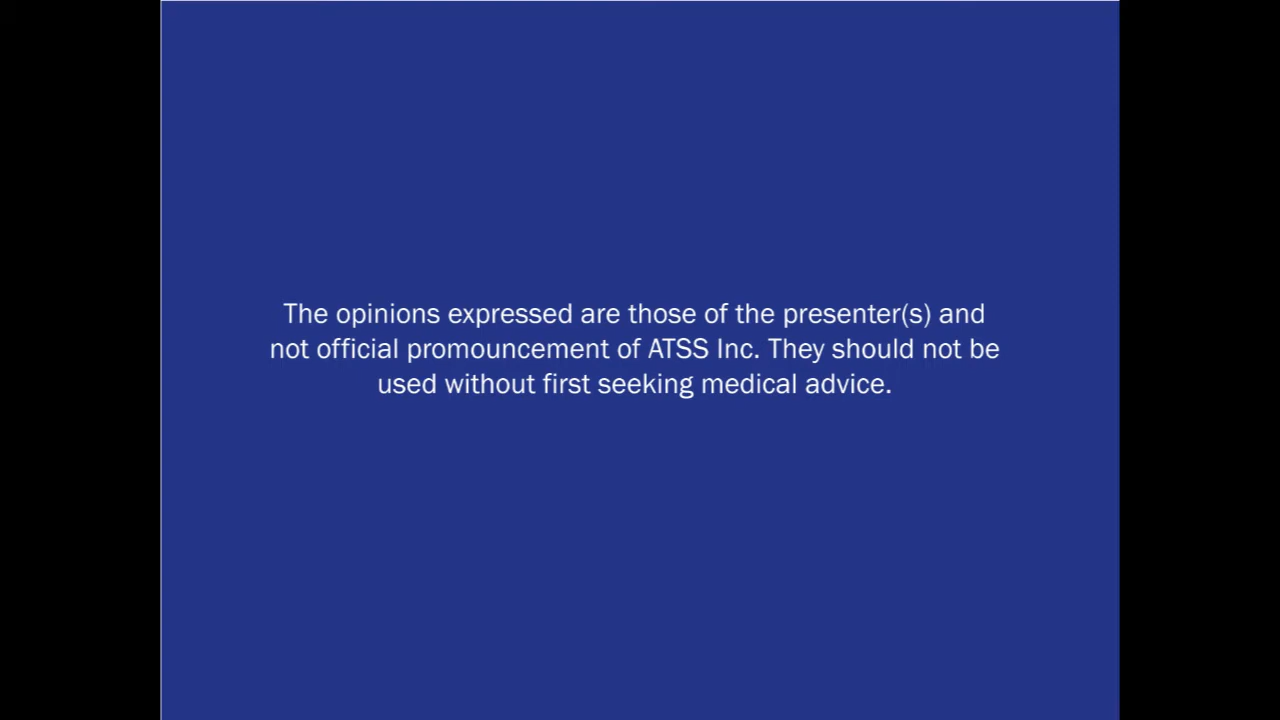 The opinions expressed are those of the presenter(s) and
not official promouncement of ATSS Inc. They should not be
used without first seeking medical advice.